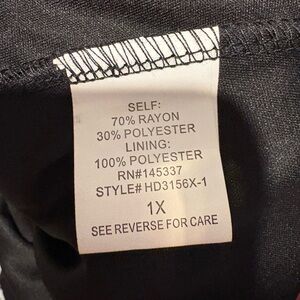 SELF:
70% RAYON
30% POLYESTER
LINING:
100% POLYESTER
RN#145337
STYLE# HD3156X-1
1X
SEE REVERSE FOR CARE